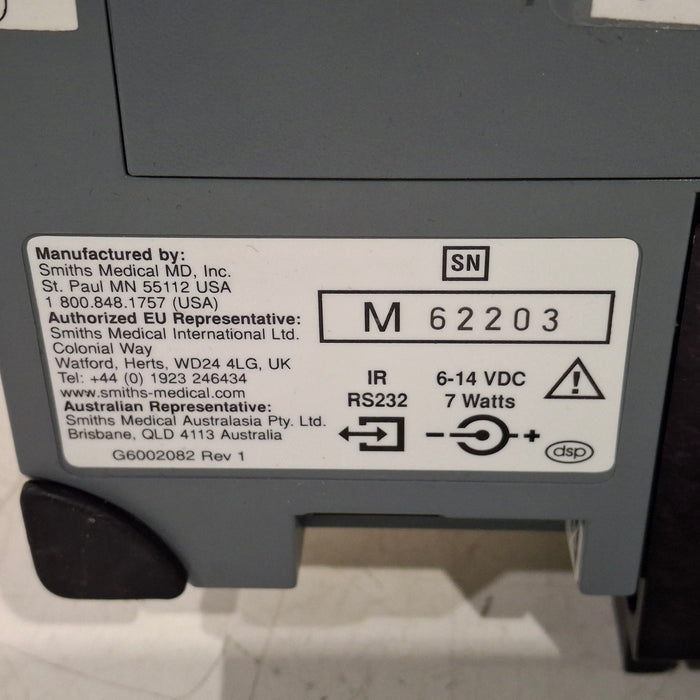 Manufactured by:
Smiths Medical MD, Inc.
St. Paul MN 55112 USA
1 800.848.1757 (USA)
Authorized EU Representative:
Smiths Medical International Ltd.
Colonial Way
Watford, Herts, WD24 4LG, UK
Tel: +44 (0) 1923 246434
www.smiths-medical.com
Australian Representative:
Smiths Medical Australasia Pty. Ltd.
Brisbane, QLD 4113 Australia
G6002082 Rev 1
SN
M 62203
IR
RS232
6-14 VDC
7 Watts
dsp